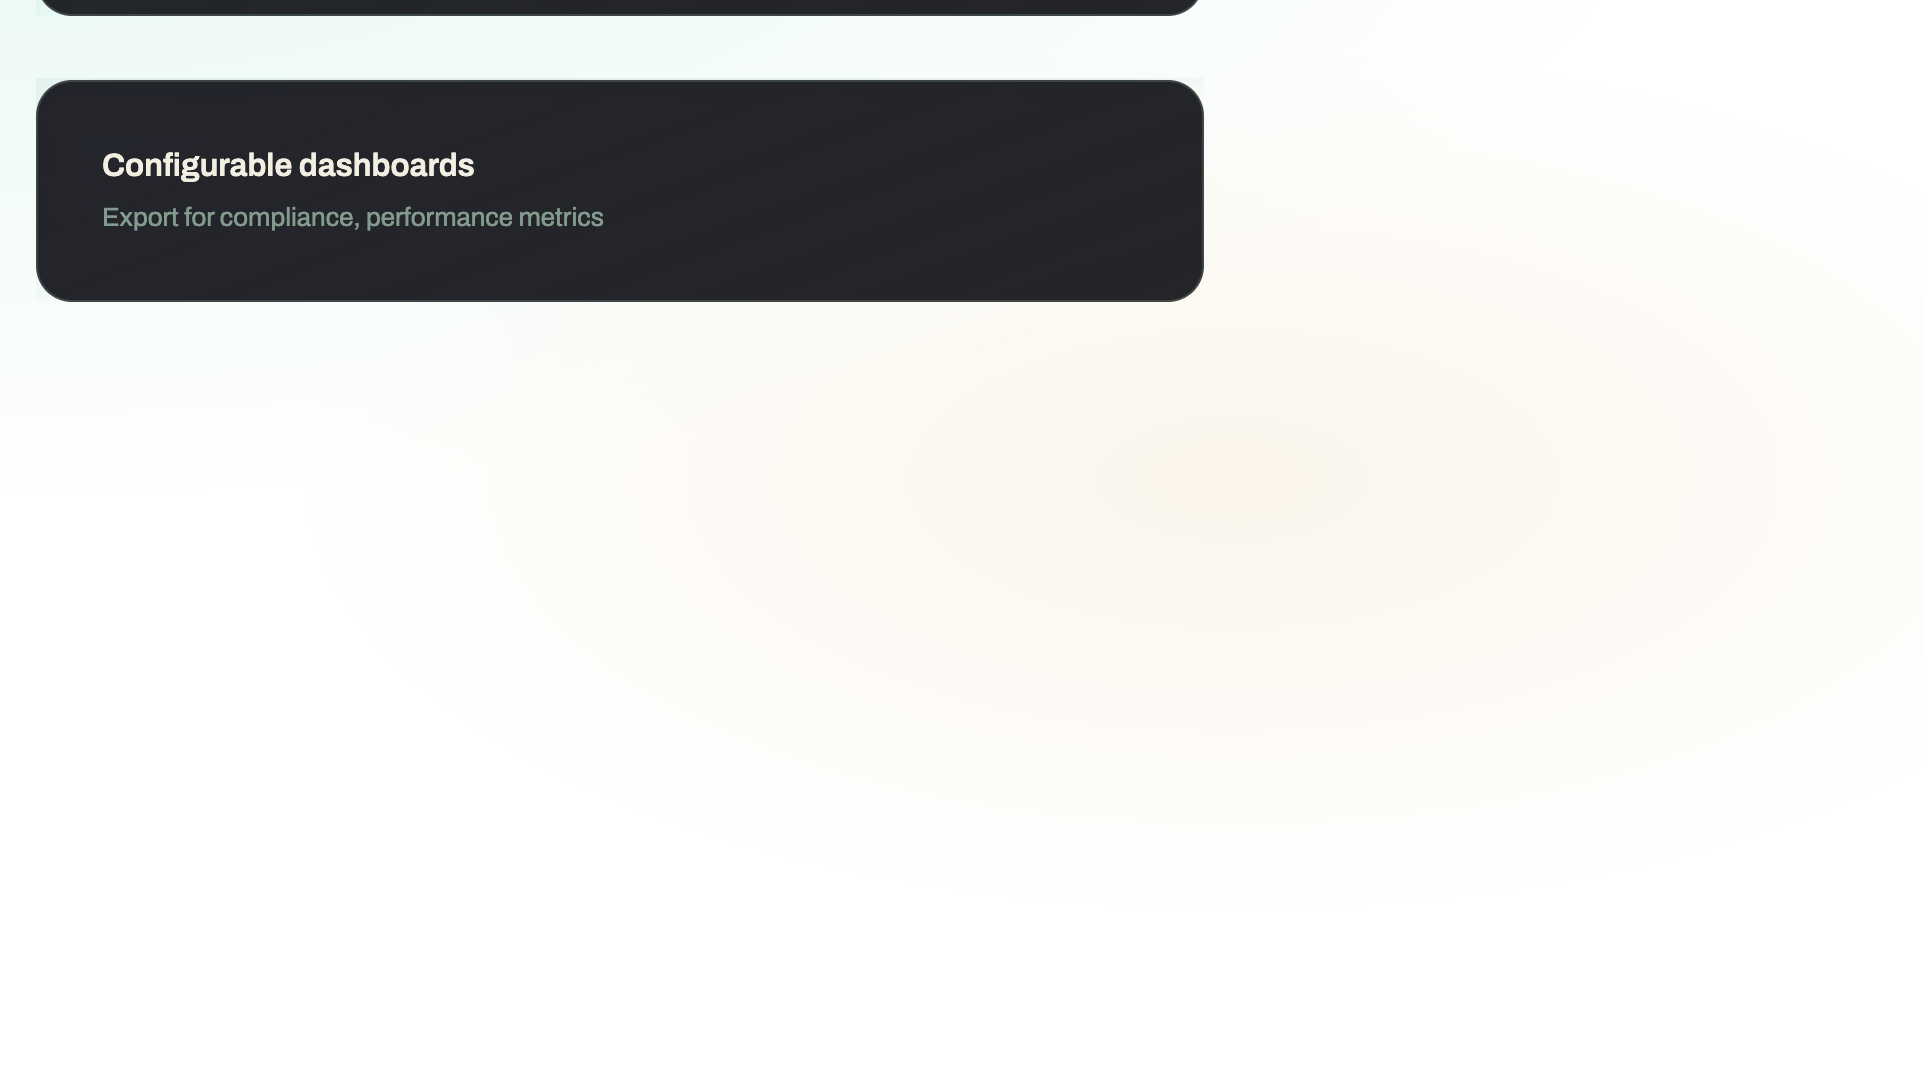 Configurable dashboards
Export for compliance, performance metrics